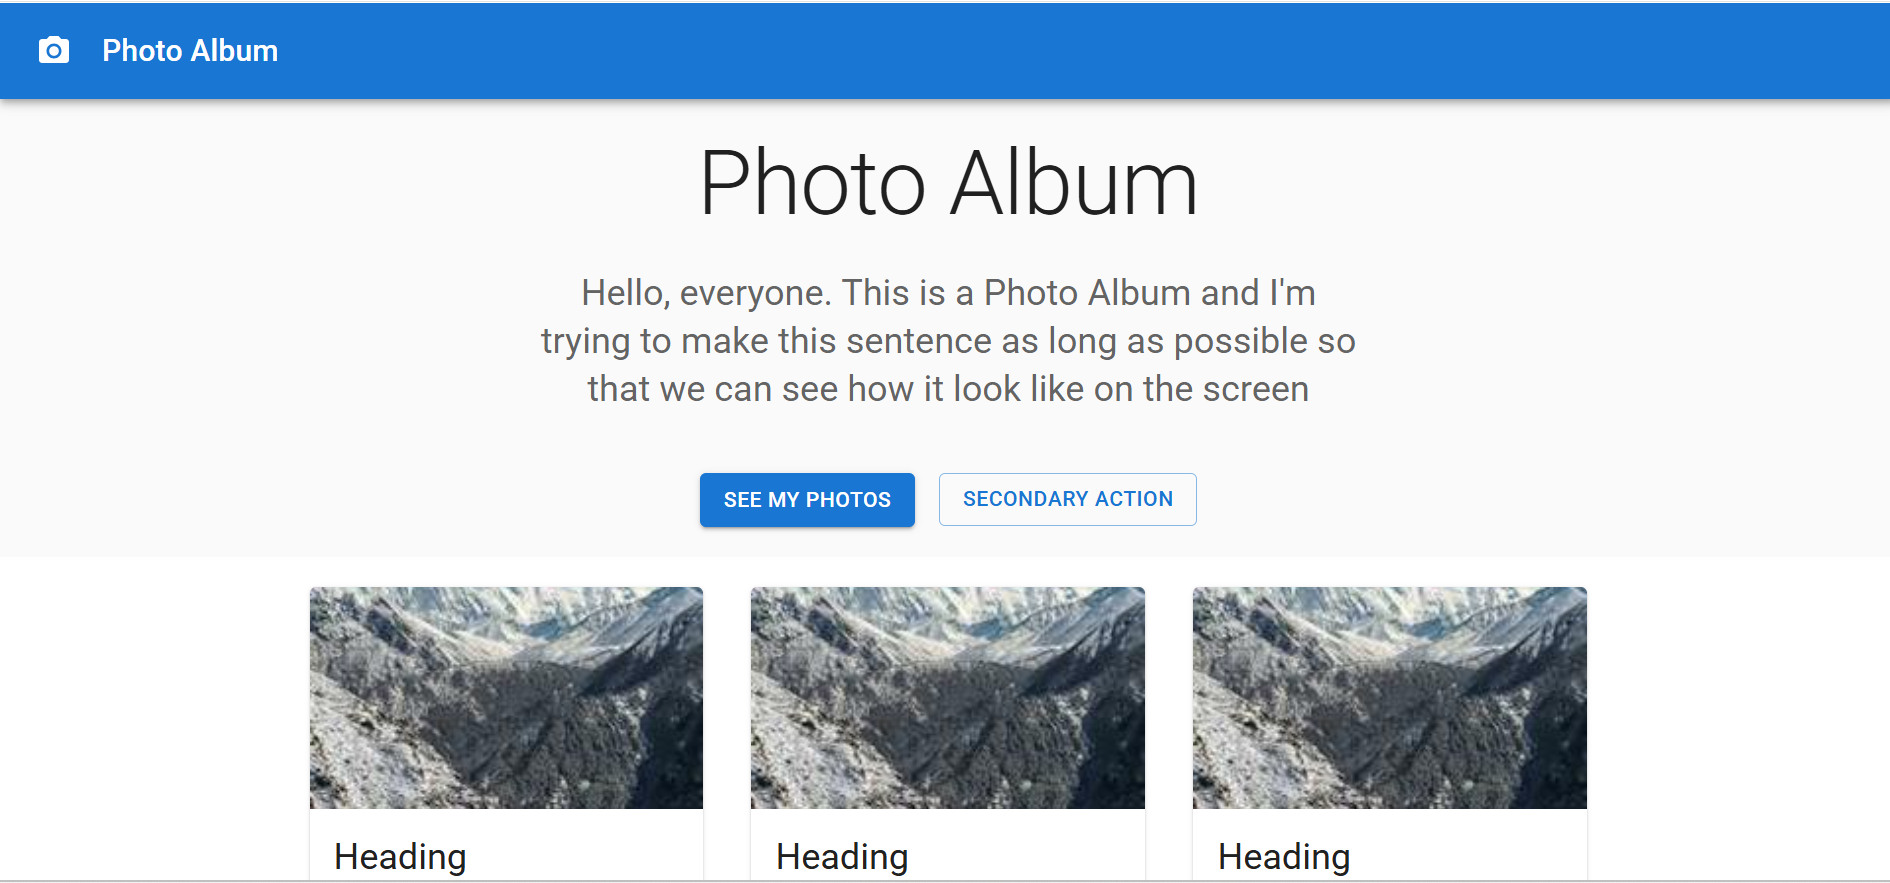 Photo Album
Photo Album
Hello, everyone. This is a Photo Album and I'm
trying to make this sentence as long as possible so
that we can see how it look like on the screen
SEE MY PHOTOS SECONDARY ACTION
Heading Heading Heading